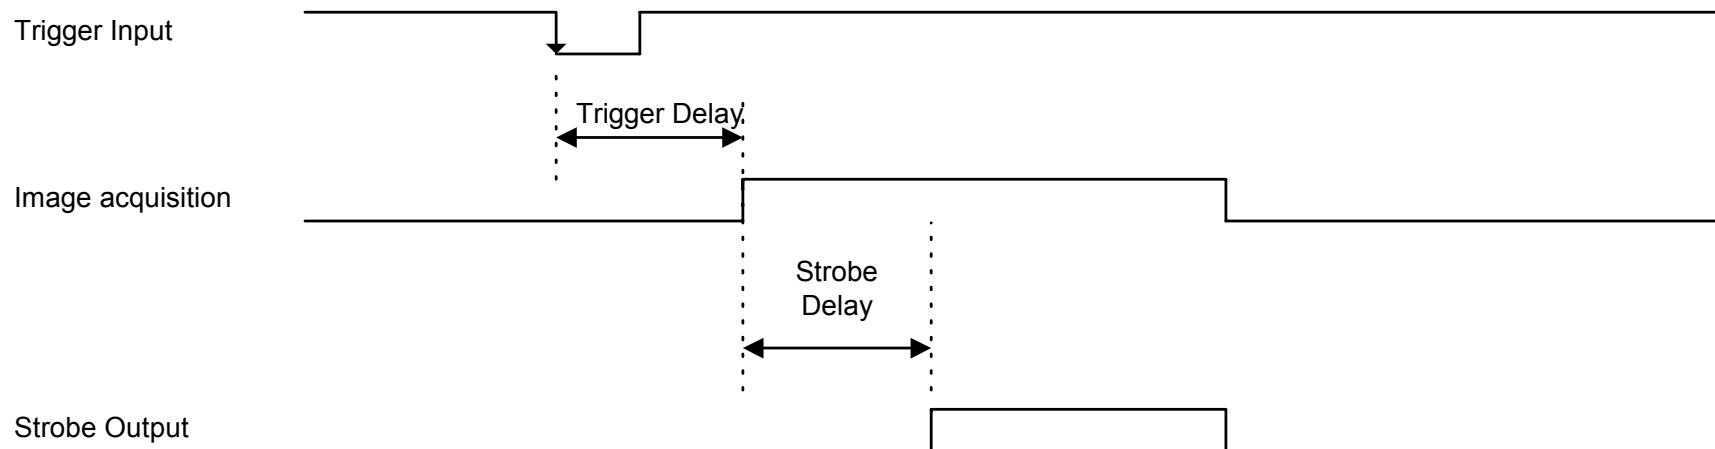 Trigger Input
Trigger Delay
Image acquisition
Strobe
Delay
Strobe Output